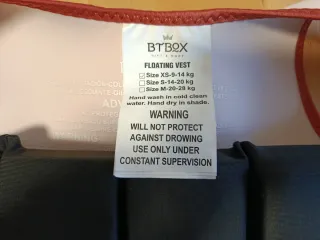 BTBOX
FLOATING VEST
Size XS-9-14 kg
Size S-14-20 kg
Size M-20-28 kg
Hand wash in cold clean
water. Hand dry in shade.
WARNING
WILL NOT PROTECT
AGAINST DROWING
USE ONLY UNDER
CONSTANT SUPERVISION